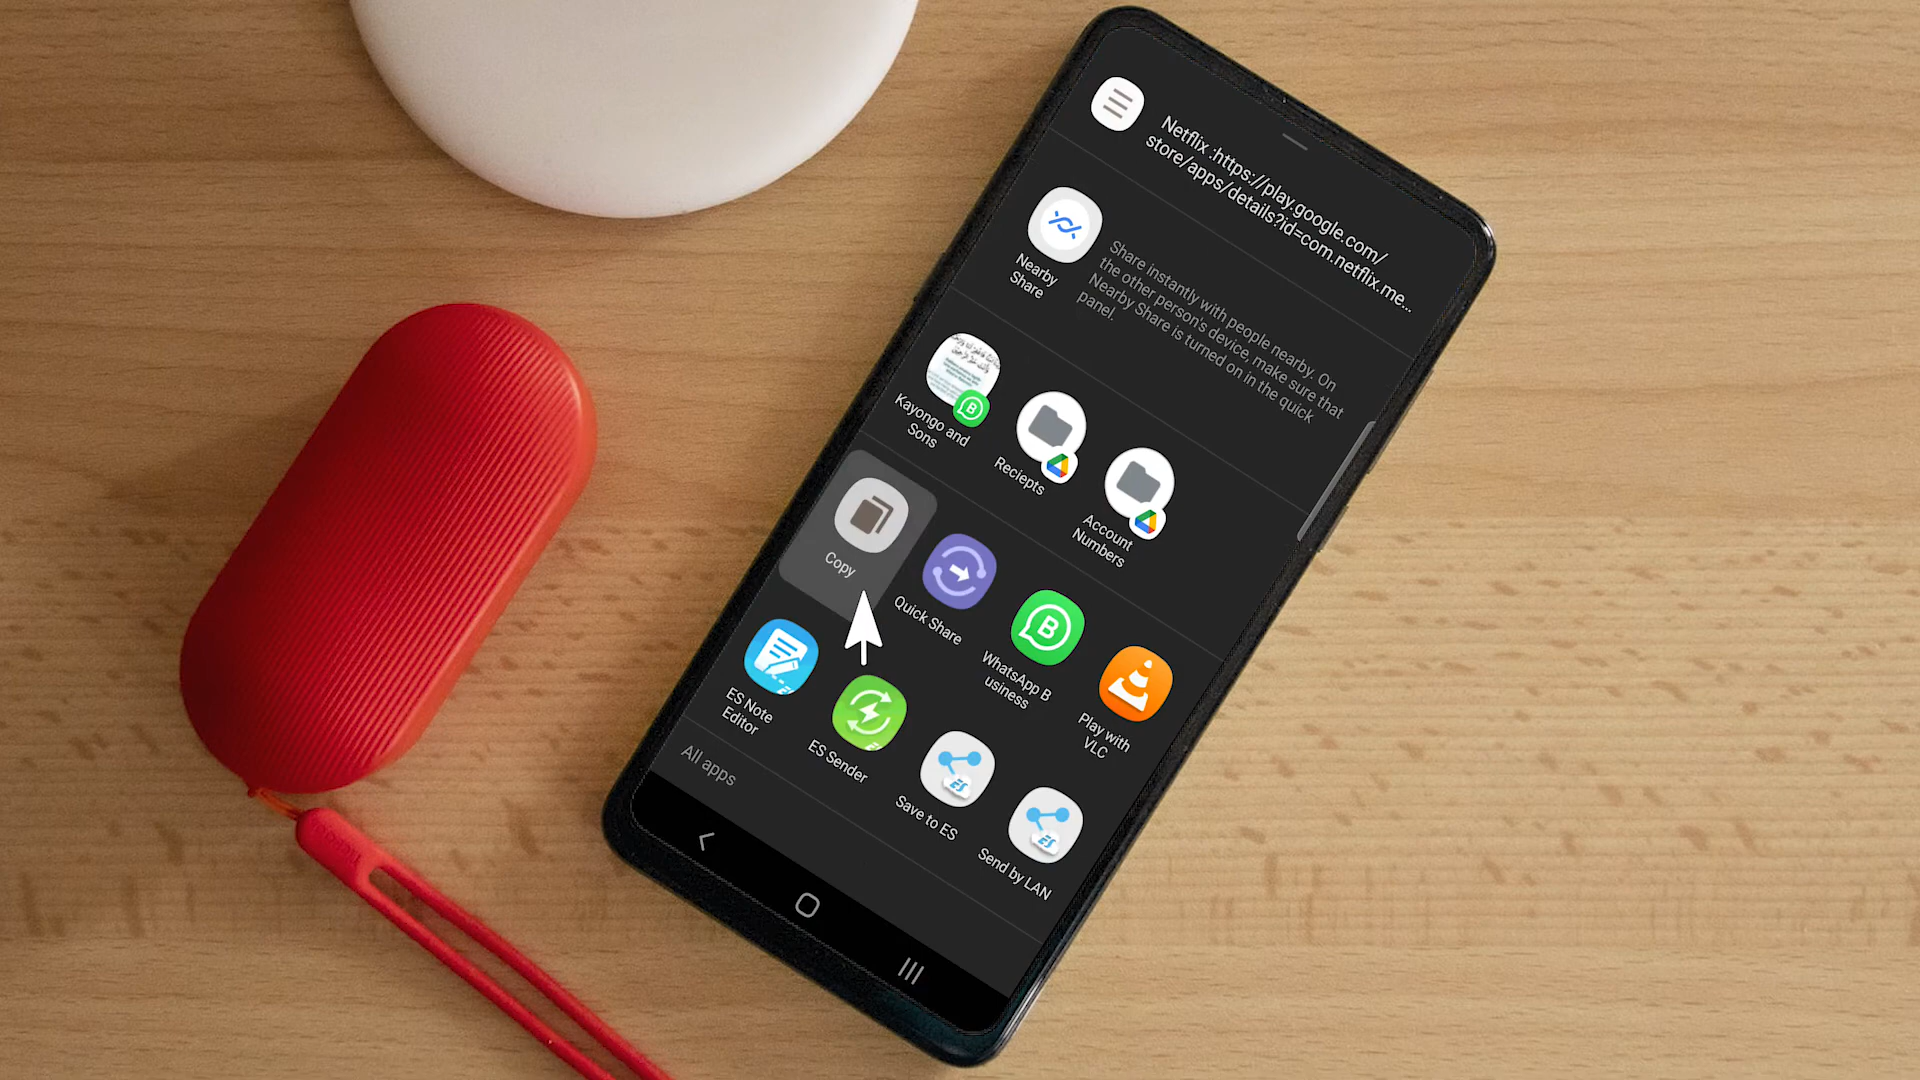 Netflix :https://play.google.com/
store/apps/details?id=com.netflix.me...
Nearby
Share
Share instantly with people nearby. On
the other person's device, make sure that
Nearby Share is turned on in the quick
panel.
Kayongo and
Sons
Reciepts
Account
Numbers
Copy
Quick Share
WhatsApp B
usiness
Play with
VLC
ES Note
Editor
ES Sender
Save to ES
Send by LAN
All apps